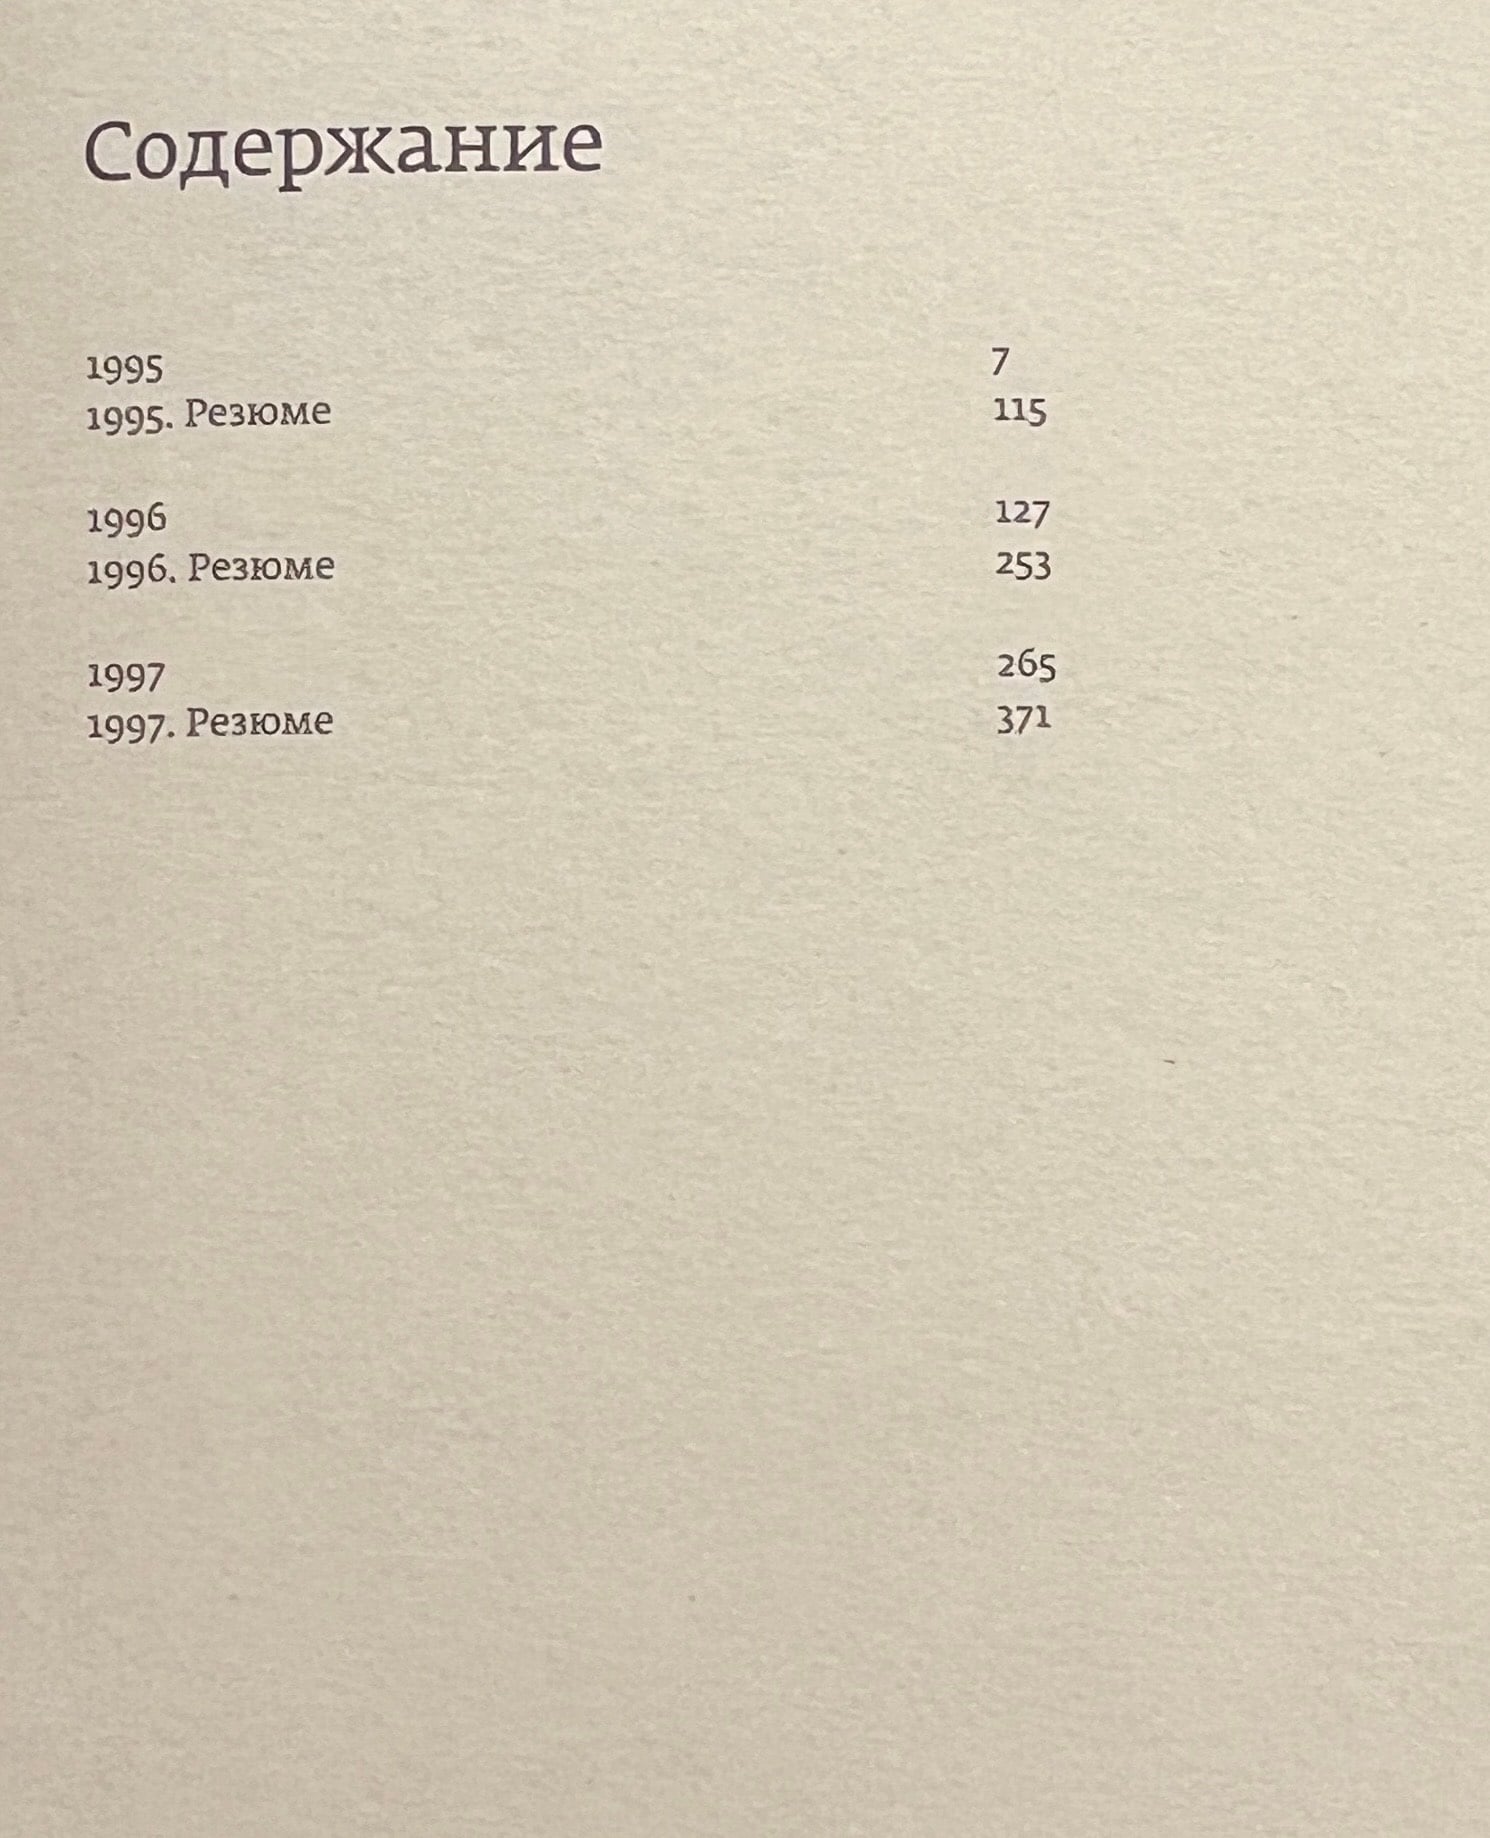 Содержание
1995 7
1995. Резюме 115
1996 127
1996. Резюме 253
1997 265
1997. Резюме 371